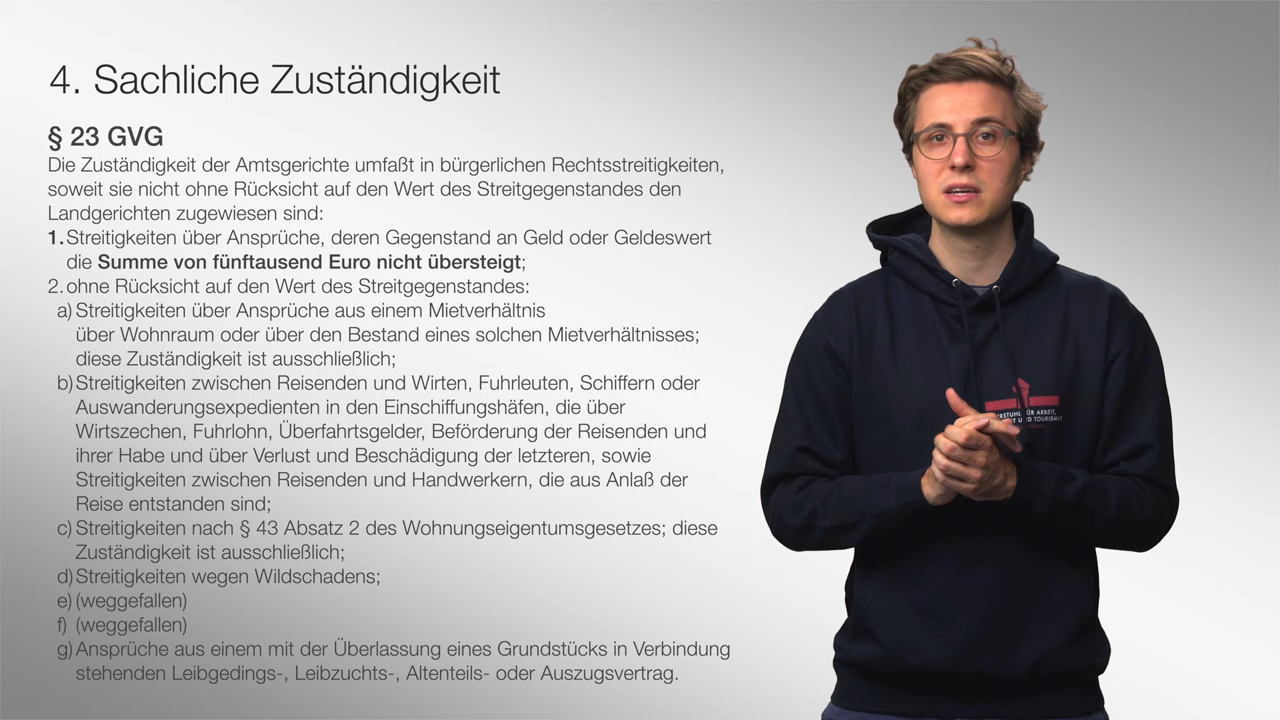 4. Sachliche Zuständigkeit
§ 23 GVG
Die Zuständigkeit der Amtsgerichte umfaßt in bürgerlichen Rechtsstreitigkeiten,
soweit sie nicht ohne Rücksicht auf den Wert des Streitgegenstandes den
Landgerichten zugewiesen sind:
1. Streitigkeiten über Ansprüche, deren Gegenstand an Geld oder Geldeswert
die Summe von fünftausend Euro nicht übersteigt;
2. ohne Rücksicht auf den Wert des Streitgegenstandes:
a) Streitigkeiten über Ansprüche aus einem Mietverhältnis
über Wohnraum oder über den Bestand eines solchen Mietverhältnisses;
diese Zuständigkeit ist ausschließlich;
b) Streitigkeiten zwischen Reisenden und Wirten, Fuhrleuten, Schiffern oder
Auswanderungsexpedienten in den Einschiffungshäfen, die über
Wirtszechen, Fuhrlohn, Überfahrtsgelder, Beförderung der Reisenden und
ihrer Habe und über Verlust und Beschädigung der letzteren, sowie
Streitigkeiten zwischen Reisenden und Handwerkern, die aus Anlaß der
Reise entstanden sind;
c) Streitigkeiten nach § 43 Absatz 2 des Wohnungseigentumsgesetzes; diese
Zuständigkeit ist ausschließlich;
d) Streitigkeiten wegen Wildschadens;
e) (weggefallen)
f) (weggefallen)
g) Ansprüche aus einem mit der Überlassung eines Grundstücks in Verbindung
stehenden Leibgedings-, Leibzuchts-, Altenteils- oder Auszugsvertrag.
ARBEIT,
UND TOURISMUS